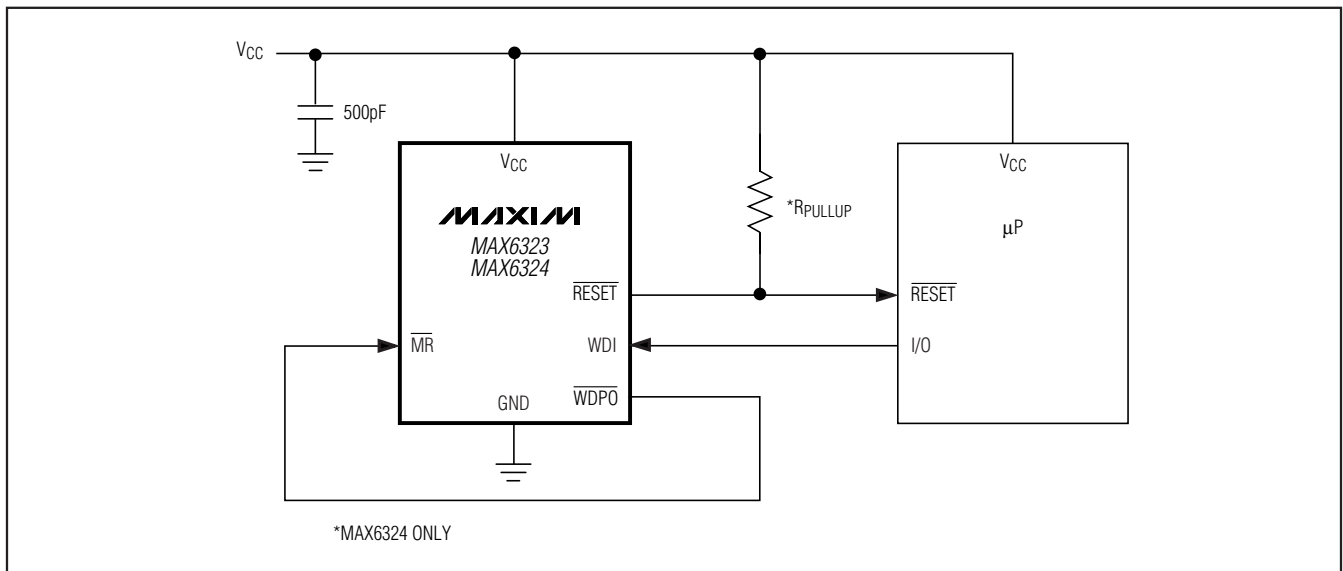 VCC
500pF
VCC
MAXIM
MAX6323
MAX6324
RESET
MR
WDI
GND
WDPO
*RPULLUP
VCC
μP
RESET
I/O
*MAX6324 ONLY